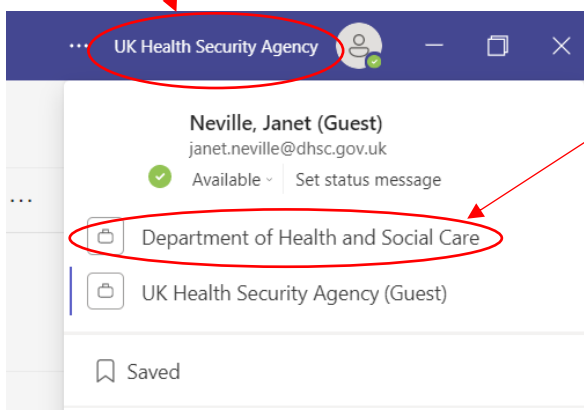 ... UK Health Security Agency
Neville, Janet (Guest)
janet.neville@dhsc.gov.uk
Available Set status message
...
Department of Health and Social Care
UK Health Security Agency (Guest)
Saved